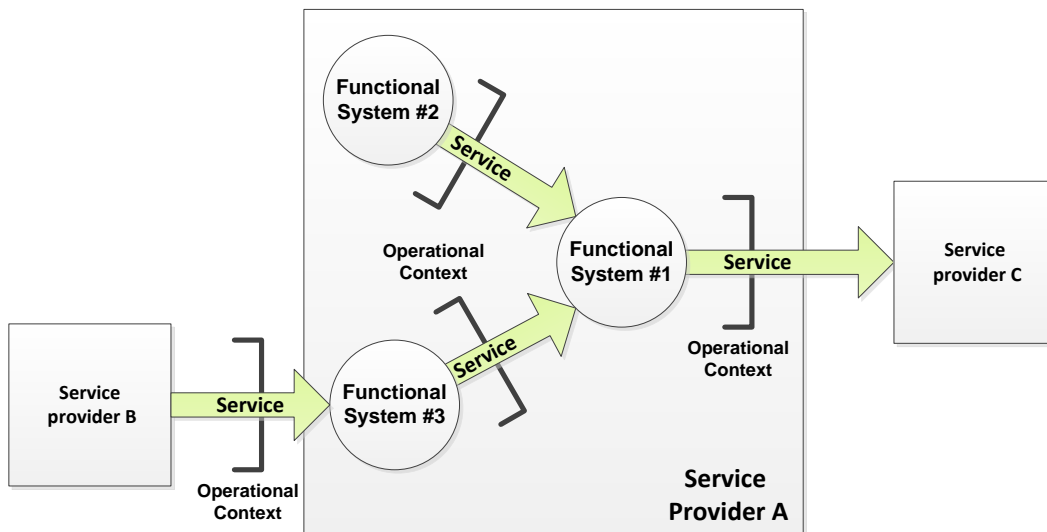 Functional
System #2
Service
Operational
Context
Functional
System #1
Service
Service
provider C
Operational
Context
Service
Service
provider B
Service
Functional
System #3
Operational
Context
Service
Provider A